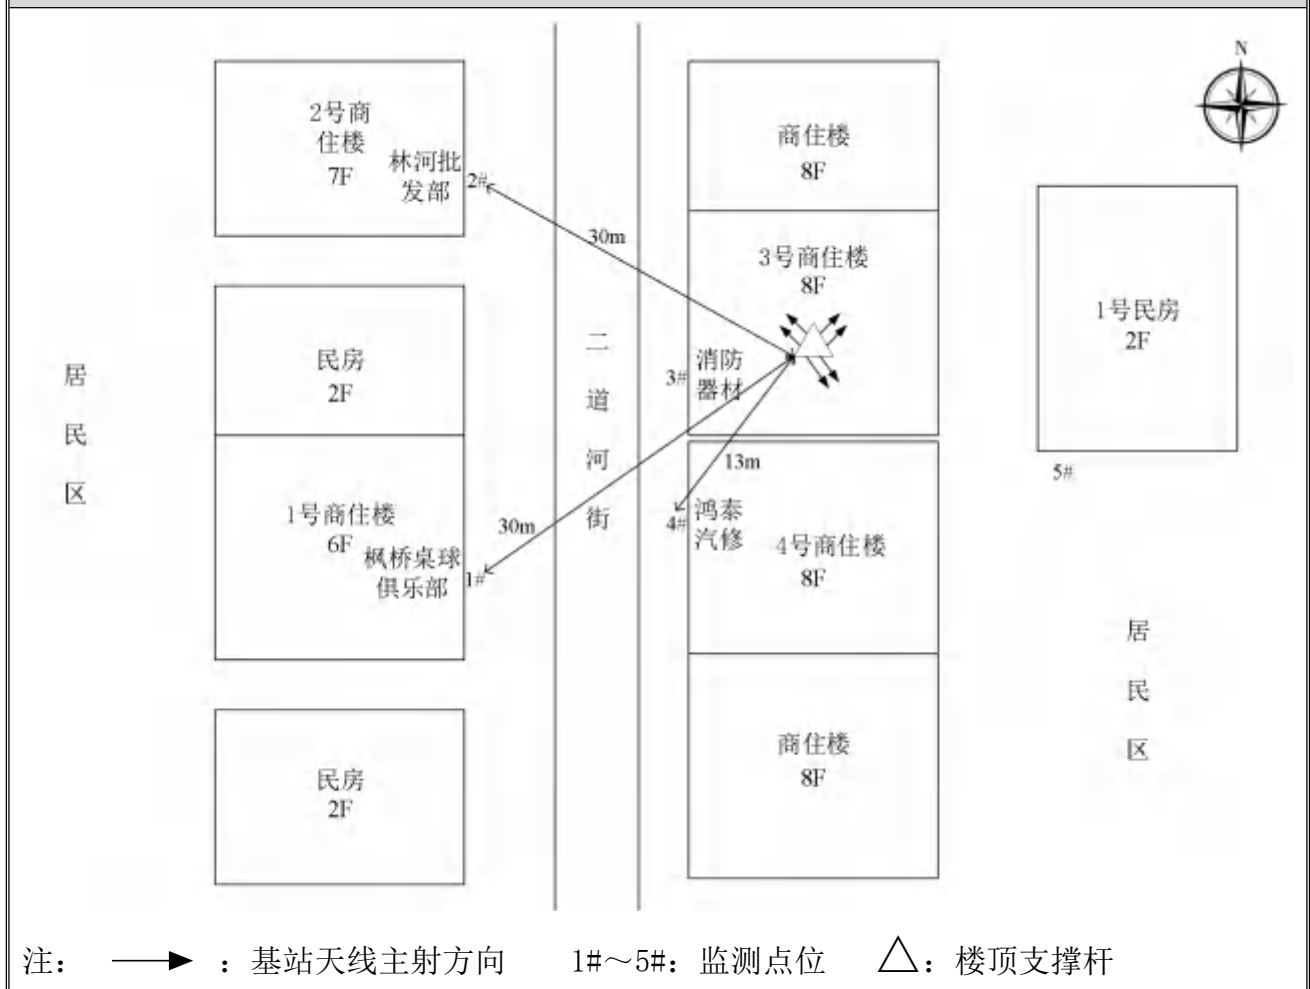 N
2号商
住楼
7F
林河批
发部
2#
商住楼
8F
30m
3号商住楼
8F
1号民房
2F
民房
2F
居
民
区
二
道
河
街
3#
消防
器材
13m
5#
1号商住楼
6F
枫桥桌球
俱乐部
1#
30m
4#
鸿泰
汽修
4号商住楼
8F
居
民
区
民房
2F
商住楼
8F
注: :基站天线主射方向 1#～5#:监测点位 :楼顶支撑杆